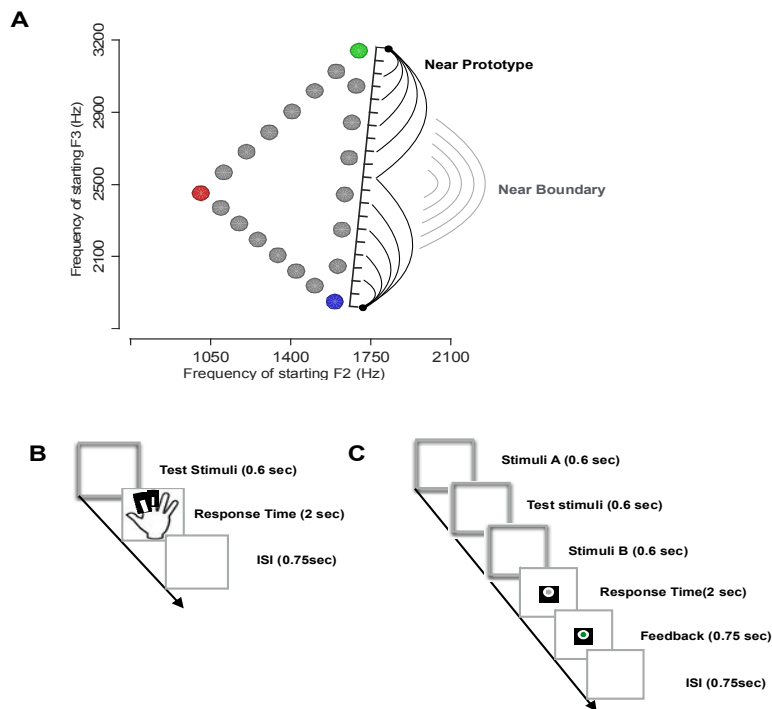 A
3200
2900
2500
2100
Frequency of starting F3 (Hz)
Near Prototype
Near Boundary
1050 1400 1750 2100
Frequency of starting F2 (Hz)
B
Test Stimuli (0.6 sec)
Response Time (2 sec)
ISI (0.75sec)
C
Stimuli A (0.6 sec)
Test stimuli (0.6 sec)
Stimuli B (0.6 sec)
Response Time(2 sec)
Feedback (0.75 sec)
ISI (0.75sec)